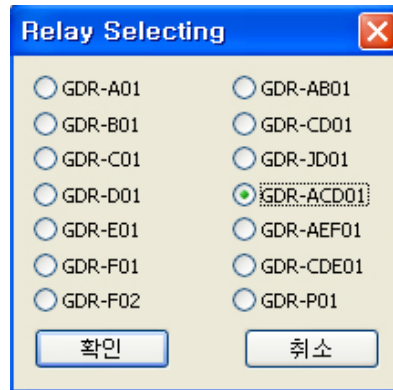 Relay Selecting
GDR-A01 GDR-AB01
GDR-B01 GDR-CD01
GDR-C01 GDR-JD01
GDR-D01 GDR-ACD01
GDR-E01 GDR-AEF01
GDR-F01 GDR-CDE01
GDR-F02 GDR-P01
확인 취소